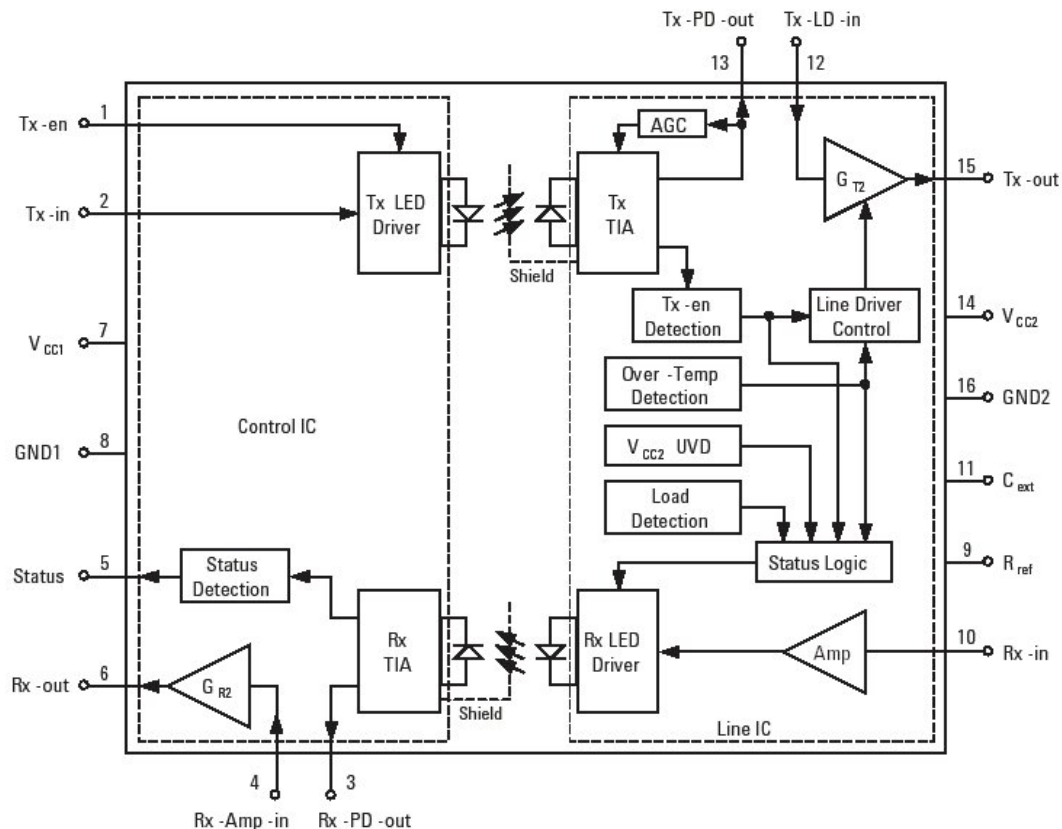 Tx -PD -out Tx -LD -in
13 12
1
Tx -en
AGC
2
Tx -in
Tx LED
Driver
Tx
TIA
G T2
15 Tx -out
Shield
Tx -en
Detection
Line Driver
Control
14 V CC2
7
V CC1
Over -Temp
Detection
16 GND2
Control IC
8
GND1
V CC2 UVD
11 C ext
Load
Detection
9 R ref
5
Status
Status
Detection
Status Logic
Rx
TIA
Rx LED
Driver
Amp
10 Rx -in
6
Rx -out
G R2
Shield
Line IC
4 3
Rx -Amp -in Rx -PD -out